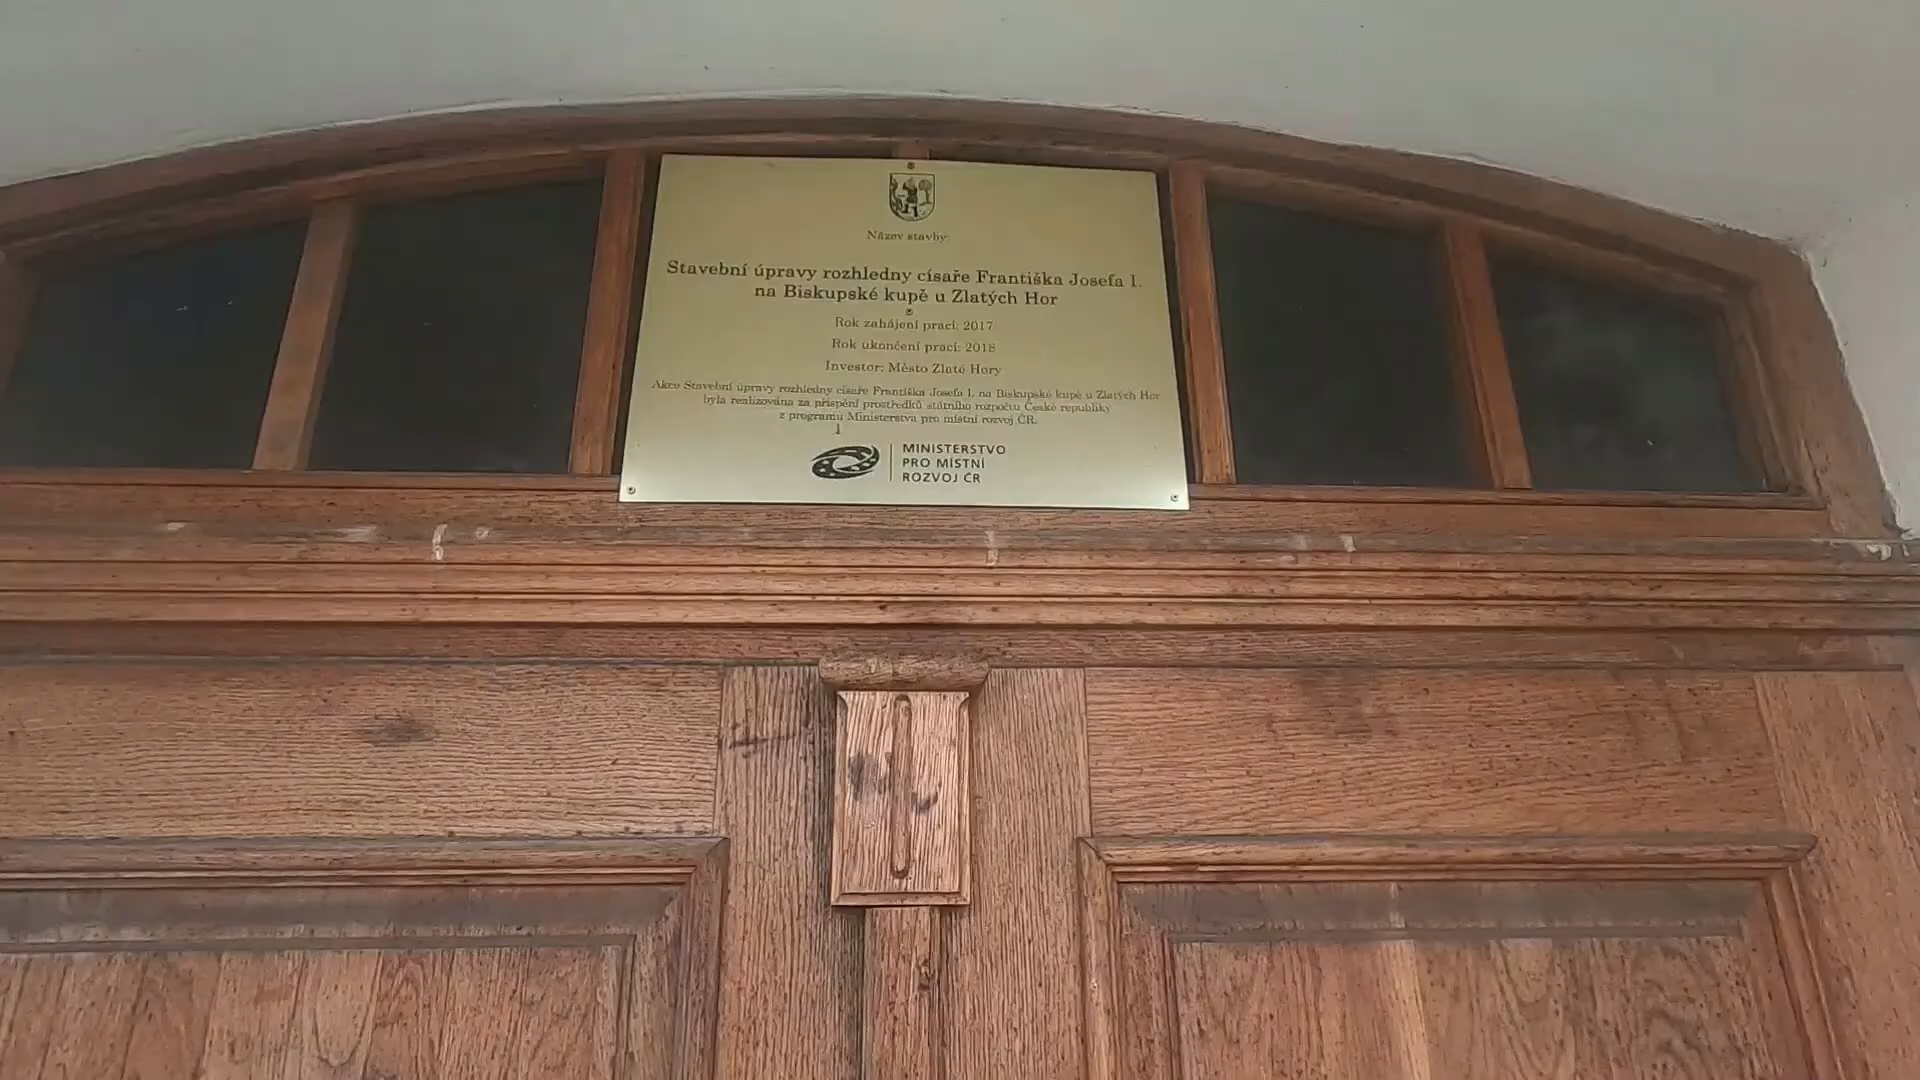 Název stavby:
Stavební úpravy rozhledny císaře Františka Josefa I.
na Biskupské kupě u Zlatých Hor
Rok zahájení prací: 2017
Rok ukončení prací: 2018
Investor: Město Zlaté Hory
Akce Stavební úpravy rozhledny císaře Františka Josefa I. na Biskupské kupě u Zlatých Hor
byla realizována za přispění prostředků státního rozpočtu České republiky
z programu Ministerstva pro místní rozvoj ČR.
MINISTERSTVO
PRO MÍSTNÍ
ROZVOJ ČR